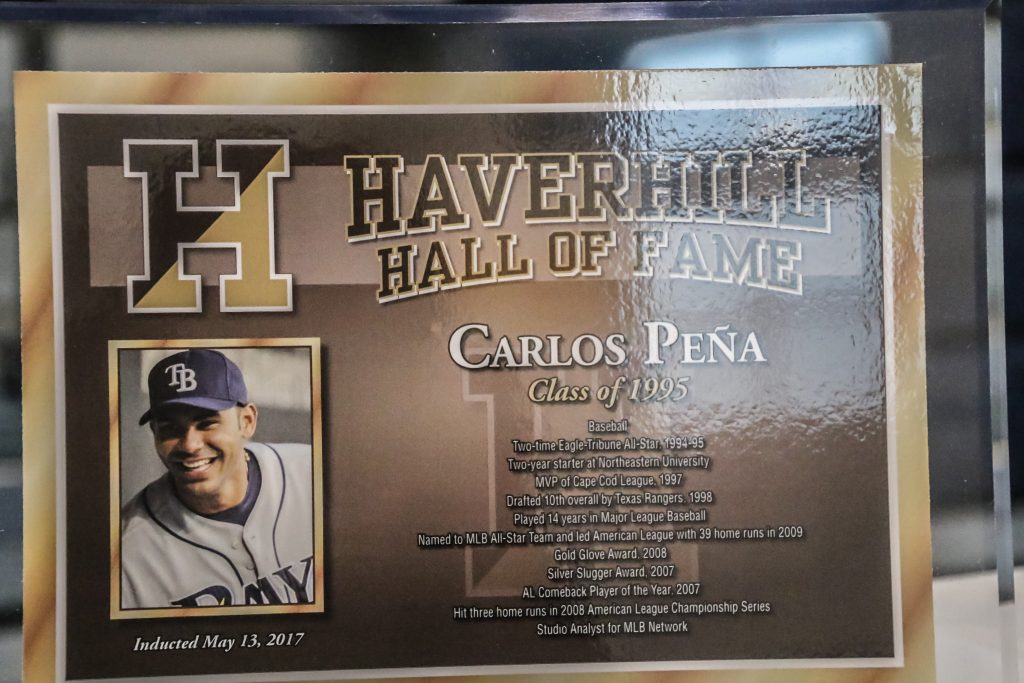 H
HAVERHILL
HALL OF FAME
CARLOS PEÑA
Class of 1995
Baseball
Two-time Eagle-Tribune All-Star, 1994-95
Two-year starter at Northeastern University
MVP of Cape Cod League, 1997
Drafted 10th overall by Texas Rangers, 1998
Played 14 years in Major League Baseball
Named to MLB All-Star Team and led American League with 39 home runs in 2009
Gold Glove Award, 2008
Silver Slugger Award, 2007
AL Comeback Player of the Year, 2007
Hit three home runs in 2008 American League Championship Series
Studio Analyst for MLB Network
TB
RAY
Inducted May 13, 2017